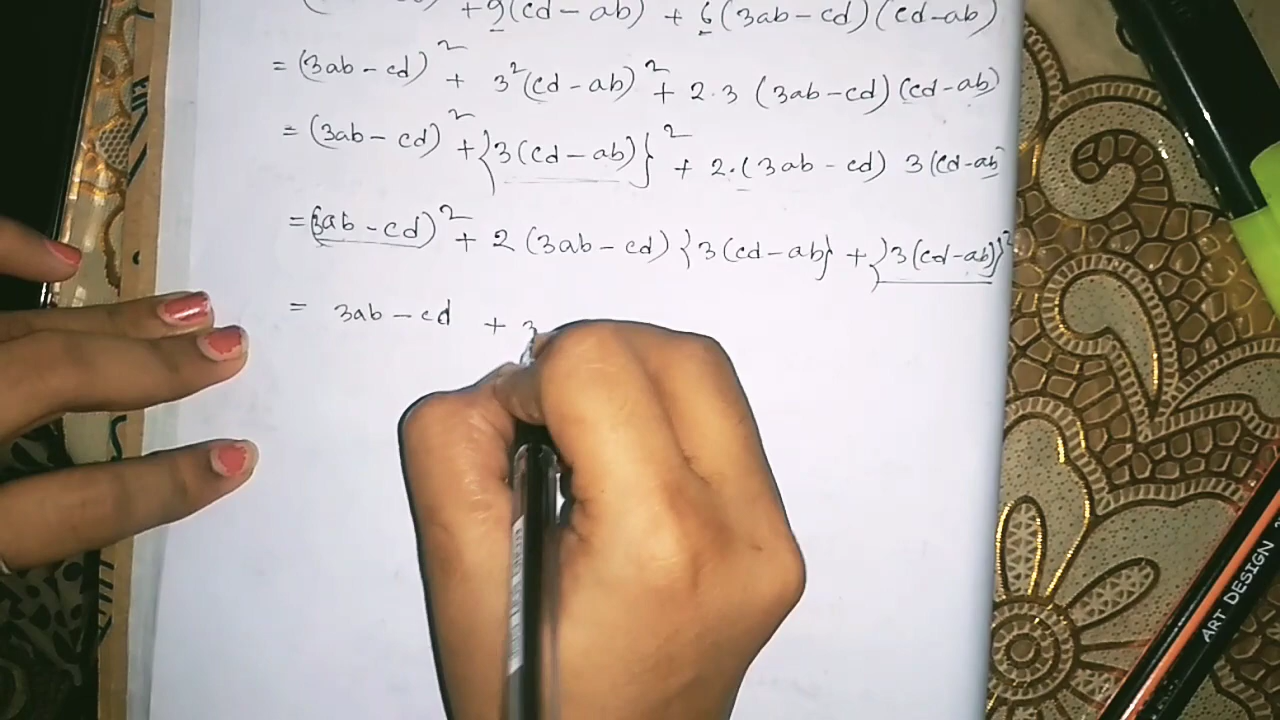 +9(cd-ab) + 6(3ab-cd)(cd-ab)
= (3ab-cd)² + 3²(cd-ab)² + 2.3 (3ab-cd)(cd-ab)
= (3ab-cd)² + {3(cd-ab)}² + 2.(3ab-cd) 3(cd-ab
= (3ab-cd)² + 2(3ab-cd){3(cd-ab} + {3(cd-ab)}²
= 3ab-cd + 3
ART DESIGN